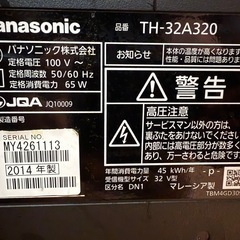 Panasonic
品番 TH-32A320
パナソニック株式会社
定格電圧 100 V～
定格周波数 50/60 Hz
定格消費電力 65 W
JQA JQ10009
警告
高圧注意
サービスマン以外の方は、
裏ぶたをあけないで
ください。内部には高電圧
部分が数多くあり、万一
さわると危険です。
SERIAL NO.
MY4261113
2014 年製
年間消費電力量 45 kWh/年
受信機型サイズ 32 V型
区分名 DN1 マレーシア製